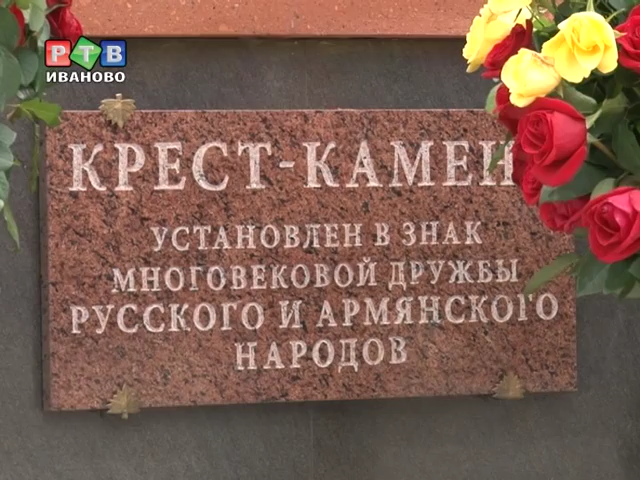 РТВ
ИВАНОВО
КРЕСТ-КАМЕН
УСТАНОВЛЕН В ЗНАК
МНОГОВЕКОВОЙ ДРУЖБЫ
РУССКОГО И АРМЯНСКОГО
НАРОДОВ